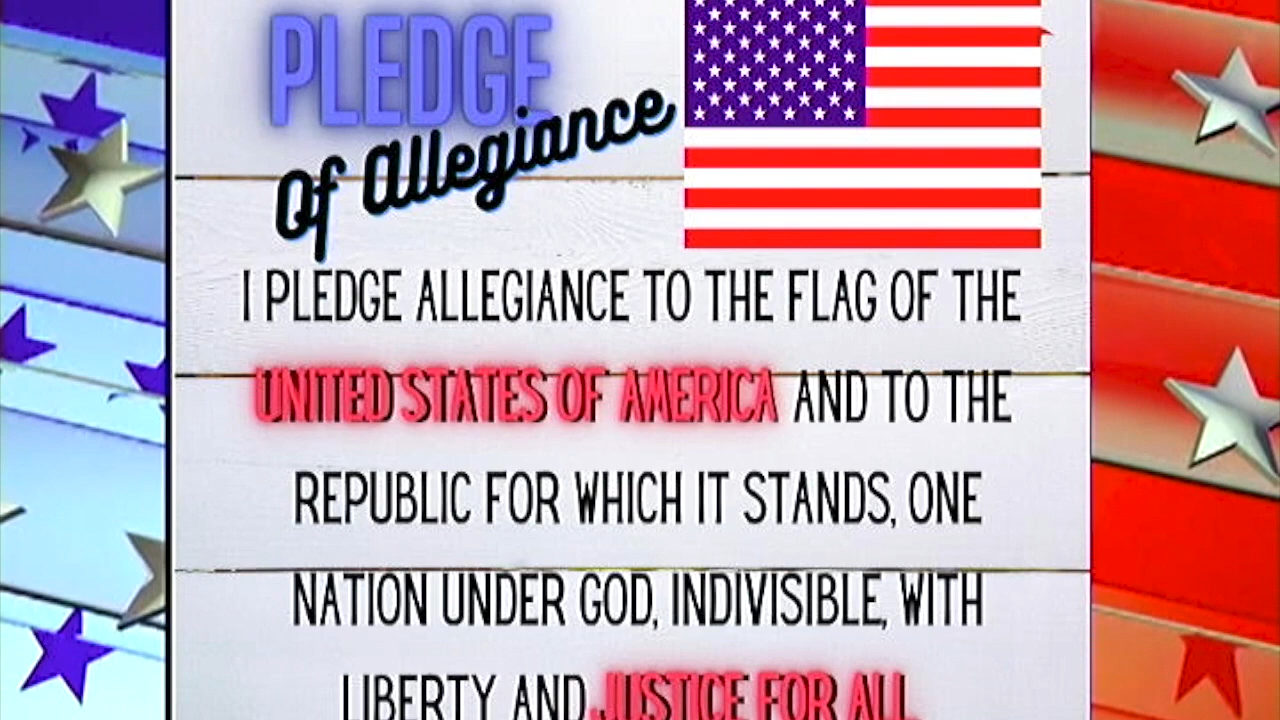 PLEDGE
Of Allegiance
I PLEDGE ALLEGIANCE TO THE FLAG OF THE
UNITED STATES OF AMERICA AND TO THE
REPUBLIC FOR WHICH IT STANDS, ONE
NATION UNDER GOD, INDIVISIBLE, WITH
LIBERTY AND JUSTICE FOR ALL